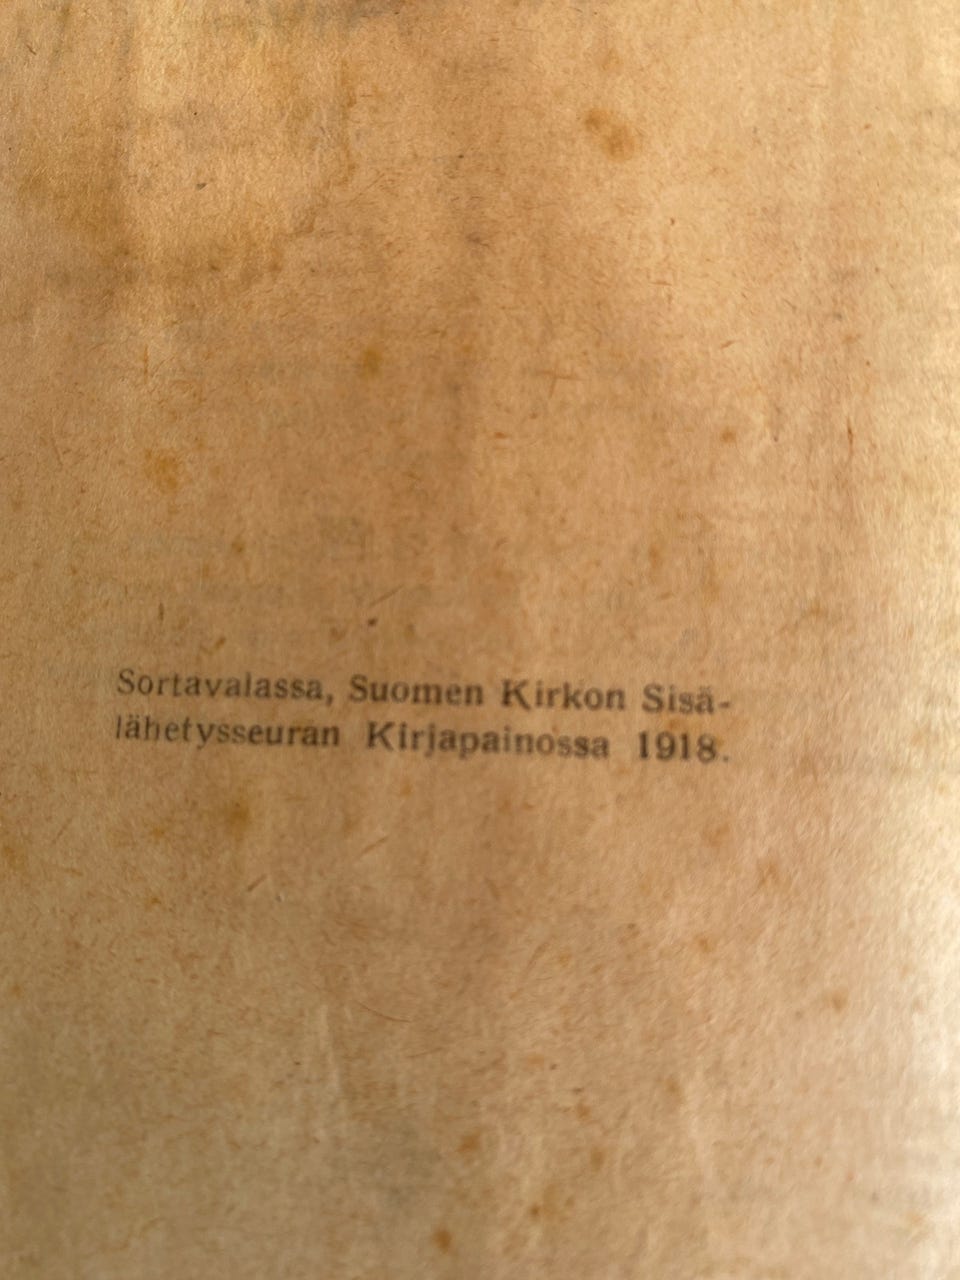 Sortavalassa, Suomen Kirkon Sisä-
lähetysseuran Kirjapainossa 1918.